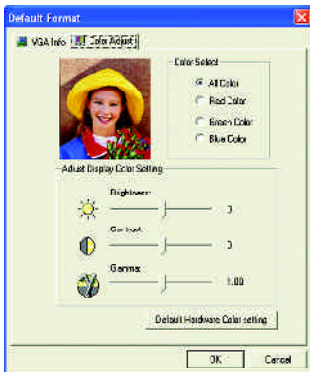 Default Format
VGA Info
Color Adjust
Color Select
All Color
Red Color
Green Color
Blue Color
Adjust Display Color Setting
Brightness:
0
Contrast:
0
Gamma:
1.00
Default Hardware Color setting
OK
Cancel